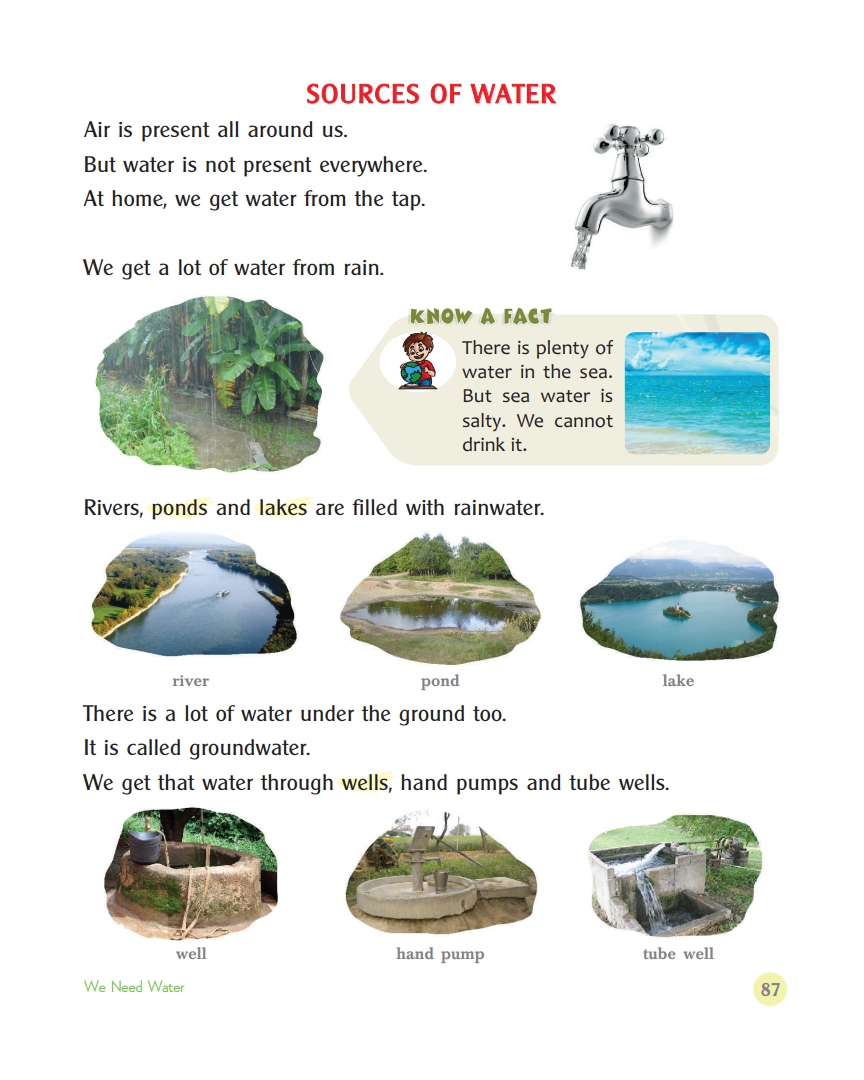 SOURCES OF WATER
Air is present all around us.
But water is not present everywhere.
At home, we get water from the tap.
We get a lot of water from rain.
KNOW A FACT
There is plenty of
water in the sea.
But sea water is
salty. We cannot
drink it.
Rivers, ponds and lakes are filled with rainwater.
river
pond
lake
There is a lot of water under the ground too.
It is called groundwater.
We get that water through wells, hand pumps and tube wells.
well
hand pump
tube well
We Need Water
87